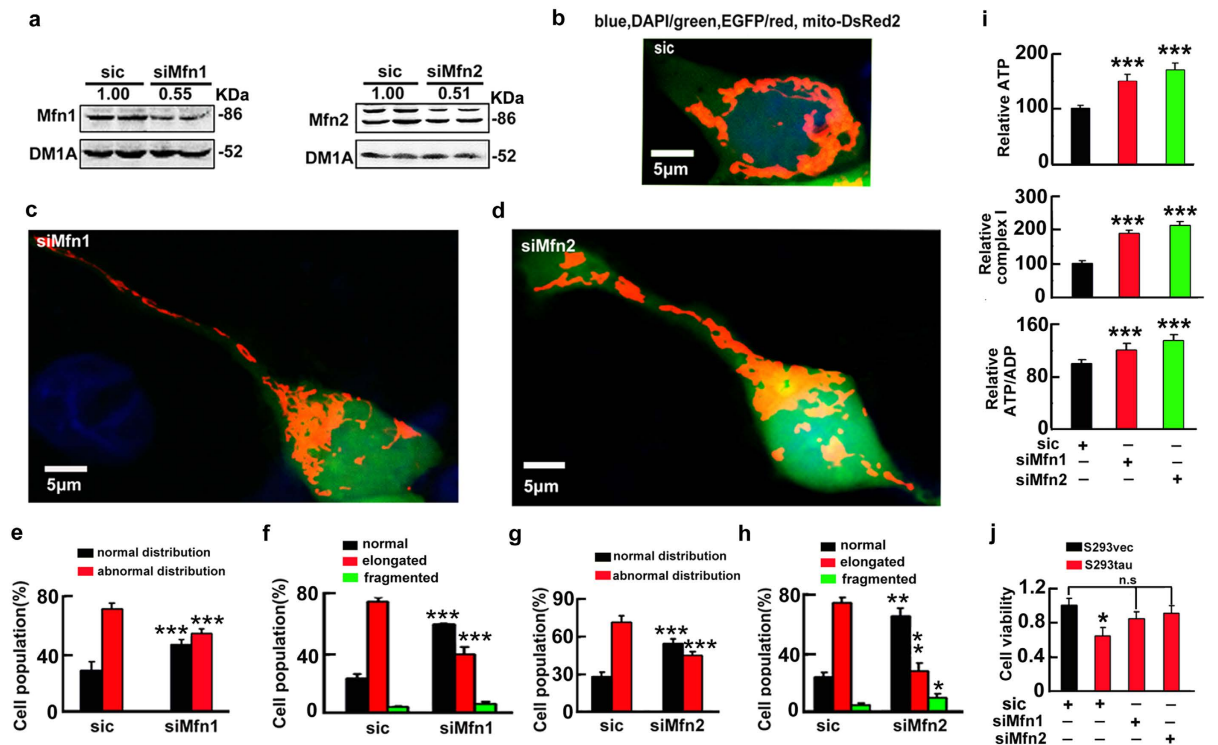 a
sic siMfn1
1.00 0.55 KDa
Mfn1 -86
DM1A -52
sic siMfn2
1.00 0.51 KDa
Mfn2 -86
DM1A -52
b
blue,DAPI/green,EGFP/red, mito-DsRed2
sic
5μm
c
siMfn1
5μm
d
siMfn2
5μm
e
normal distribution
abnormal distribution
Cell population(%)
80
40
0
*** ***
sic siMfn1
f
normal
elongated
fragmented
Cell population(%)
80
40
0
*** ***
sic siMfn1
g
normal distribution
abnormal distribution
Cell population(%)
90
60
30
0
*** ***
sic siMfn2
h
normal
elongated
fragmented
Cell population(%)
80
40
0
** ** *
sic siMfn2
i
Relative ATP
200
150
100
0
*** ***
Relative
complex I
300
200
100
0
*** ***
Relative
ATP/ADP
160
120
80
0
*** ***
sic + – –
siMfn1 – + –
siMfn2 – – +
j
S293vec
S293tau
n.s
Cell viability
1.2
0.8
0.4
0.0
*
sic + + – –
siMfn1 – – + –
siMfn2 – – – +